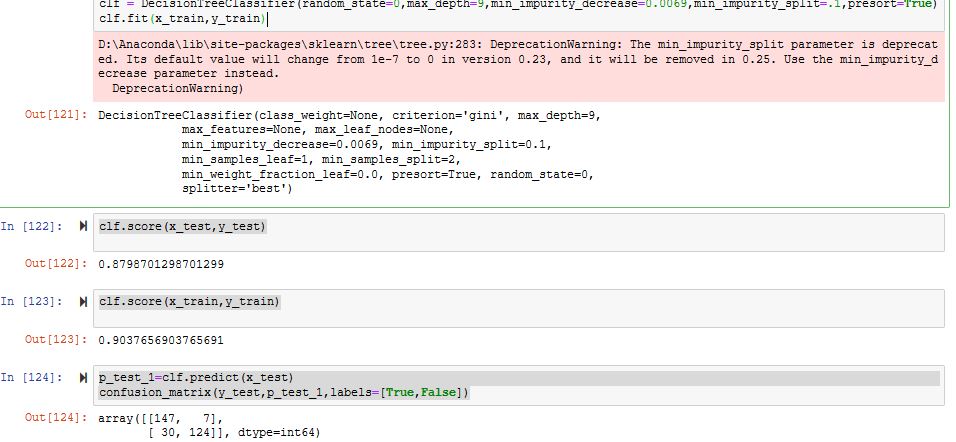 clf = DecisionTreeClassifier(random_state=0,max_depth=9,min_impurity_decrease=0.0069,min_impurity_split=.1,presort=True)
clf.fit(x_train,y_train)
D:\Anaconda\lib\site-packages\sklearn\tree\tree.py:283: DeprecationWarning: The min_impurity_split parameter is deprecat
ed. Its default value will change from 1e-7 to 0 in version 0.23, and it will be removed in 0.25. Use the min_impurity_d
ecrease parameter instead.
  DeprecationWarning)
Out[121]: DecisionTreeClassifier(class_weight=None, criterion='gini', max_depth=9,
            max_features=None, max_leaf_nodes=None,
            min_impurity_decrease=0.0069, min_impurity_split=0.1,
            min_samples_leaf=1, min_samples_split=2,
            min_weight_fraction_leaf=0.0, presort=True, random_state=0,
            splitter='best')
In [122]: clf.score(x_test,y_test)
Out[122]: 0.8798701298701299
In [123]: clf.score(x_train,y_train)
Out[123]: 0.9037656903765691
In [124]: p_test_1=clf.predict(x_test)
confusion_matrix(y_test,p_test_1,labels=[True,False])
Out[124]: array([[147,   7],
       [ 30, 124]], dtype=int64)